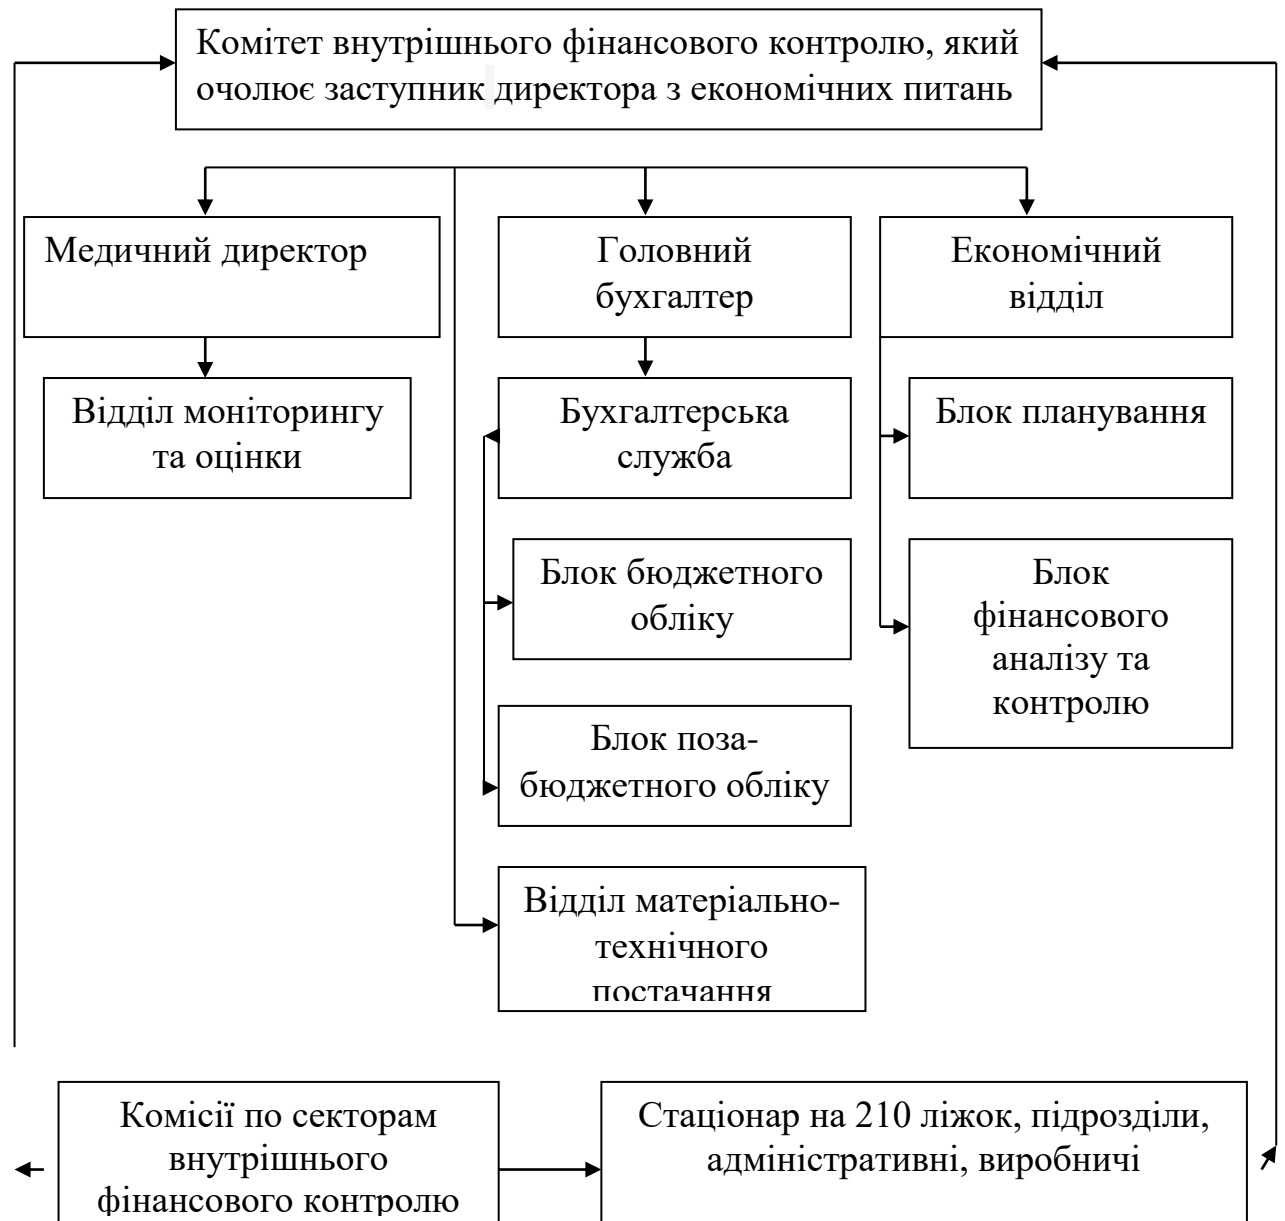 Комітет внутрішнього фінансового контролю, який
очолює заступник директора з економічних питань
Медичний директор
Головний
бухгалтер
Економічний
відділ
Відділ моніторингу
та оцінки
Бухгалтерська
служба
Блок планування
Блок бюджетного
обліку
Блок
фінансового
аналізу та
контролю
Блок поза-
бюджетного обліку
Відділ матеріально-
технічного
постачання
Комісії по секторам
внутрішнього
фінансового контролю
Стаціонар на 210 ліжок, підрозділи,
адміністративні, виробничі